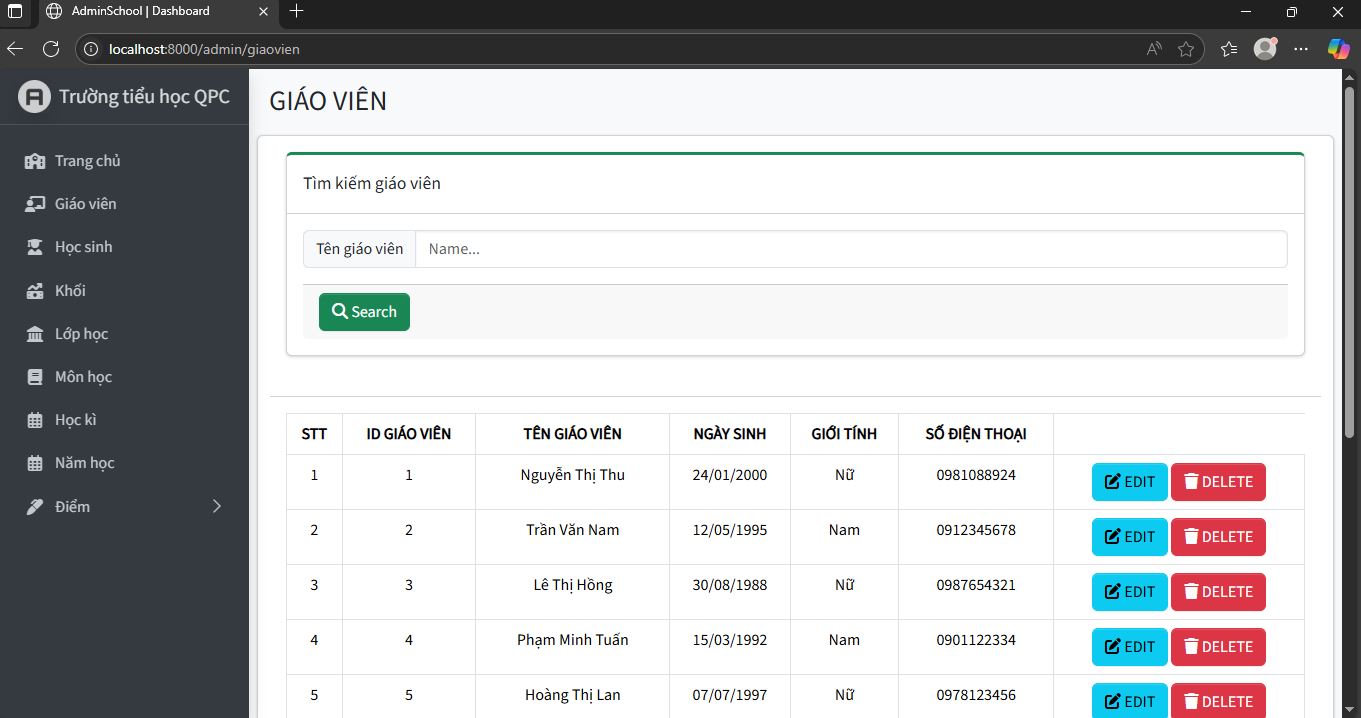 AdminSchool | Dashboard
localhost:8000/admin/giaovien
Trường tiểu học QPC
Trang chủ
Giáo viên
Học sinh
Khối
Lớp học
Môn học
Học kì
Năm học
Điểm
GIÁO VIÊN
Tìm kiếm giáo viên
Tên giáo viên Name...
Search
STT ID GIÁO VIÊN TÊN GIÁO VIÊN NGÀY SINH GIỚI TÍNH SỐ ĐIỆN THOẠI
1 1 Nguyễn Thị Thu 24/01/2000 Nữ 0981088924 EDIT DELETE
2 2 Trần Văn Nam 12/05/1995 Nam 0912345678 EDIT DELETE
3 3 Lê Thị Hồng 30/08/1988 Nữ 0987654321 EDIT DELETE
4 4 Phạm Minh Tuấn 15/03/1992 Nam 0901122334 EDIT DELETE
5 5 Hoàng Thị Lan 07/07/1997 Nữ 0978123456 EDIT DELETE